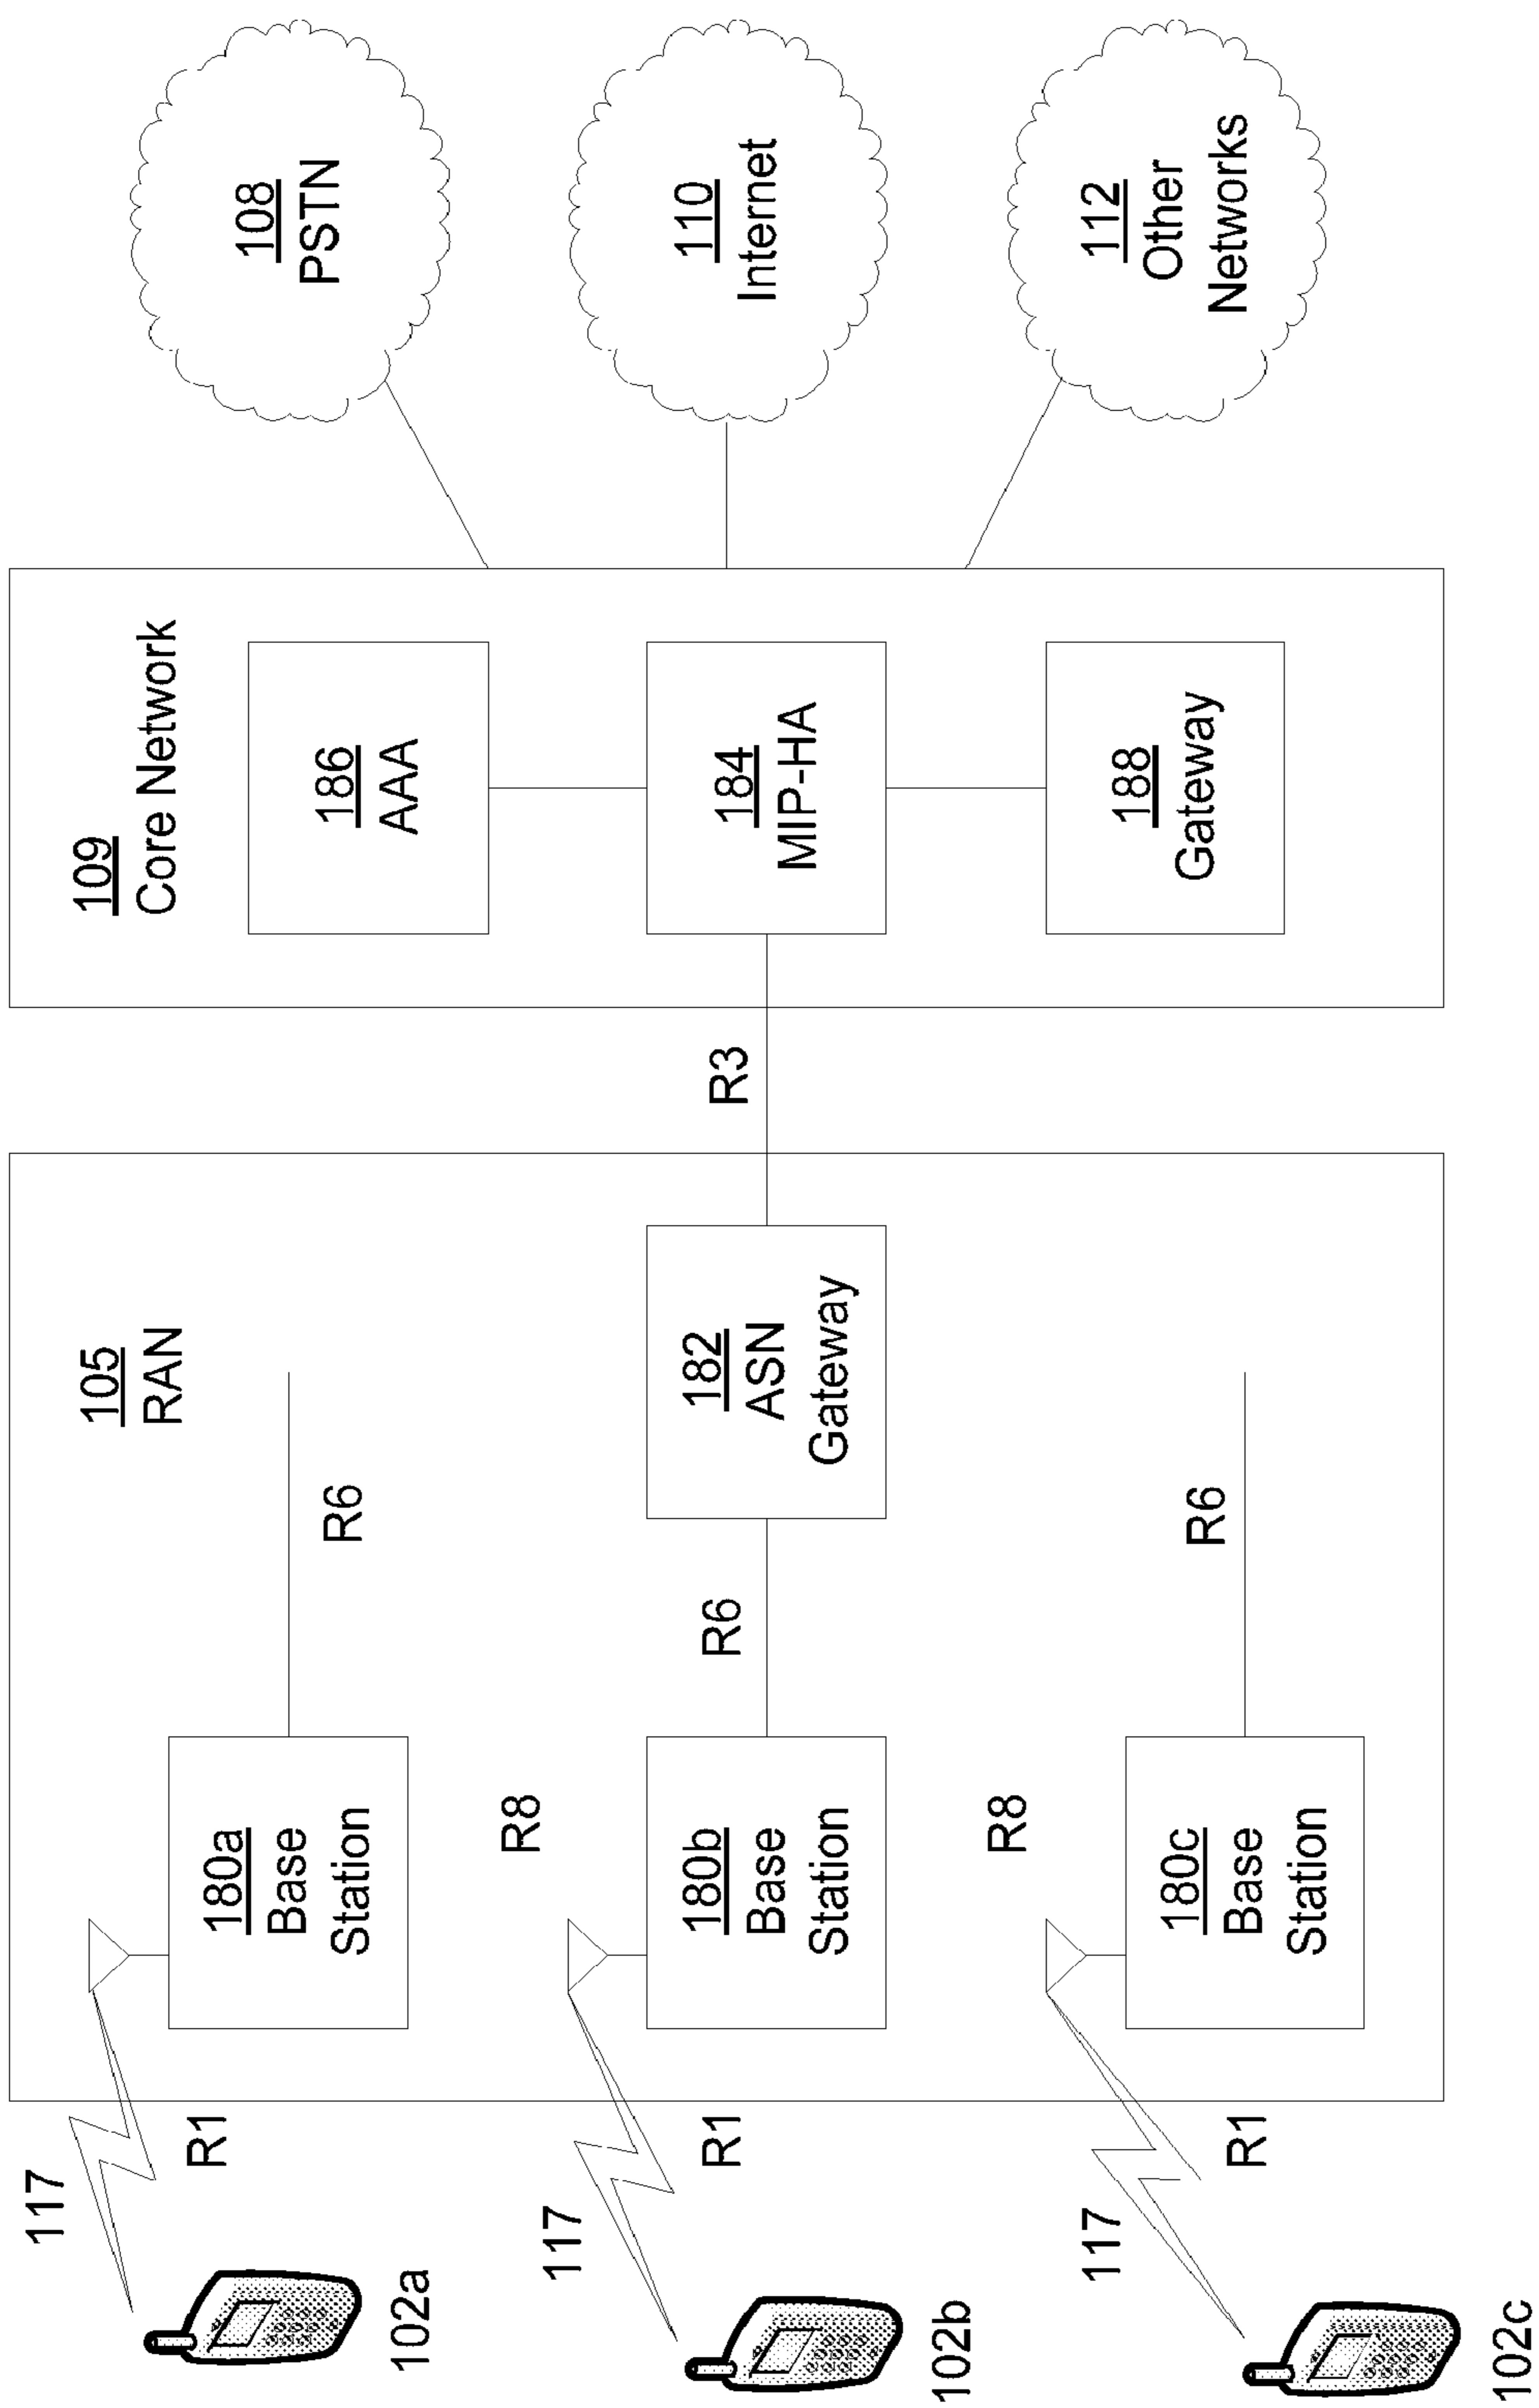 117
102a
R1
180a
Base
Station
R6
105
RAN
R8
117
102b
R1
180b
Base
Station
R6
182
ASN
Gateway
R8
117
102c
R1
180c
Base
Station
R6
R3
109
Core Network
186
AAA
184
MIP-HA
188
Gateway
108
PSTN
110
Internet
112
Other
Networks